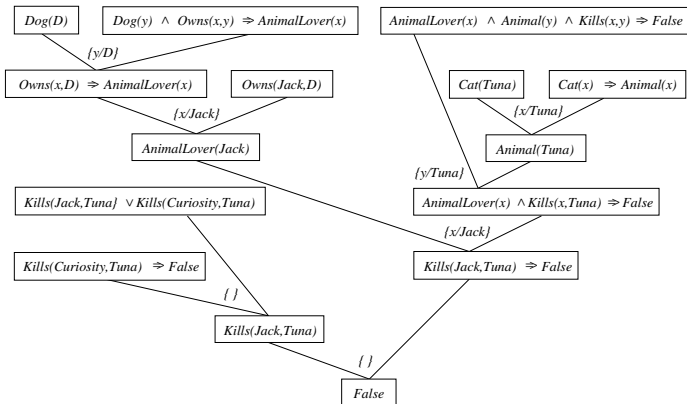 Dog(D)
Dog(y) ∧ Owns(x,y) ⇒ AnimalLover(x)
AnimalLover(x) ∧ Animal(y) ∧ Kills(x,y) ⇒ False
{y/D}
Owns(x,D) ⇒ AnimalLover(x)
Owns(Jack,D)
Cat(Tuna)
Cat(x) ⇒ Animal(x)
{x/Jack}
{x/Tuna}
AnimalLover(Jack)
Animal(Tuna)
{y/Tuna}
Kills(Jack,Tuna} ∨ Kills(Curiosity,Tuna)
AnimalLover(x) ∧ Kills(x,Tuna) ⇒ False
{x/Jack}
Kills(Curiosity,Tuna) ⇒ False
Kills(Jack,Tuna) ⇒ False
{ }
Kills(Jack,Tuna)
{ }
False